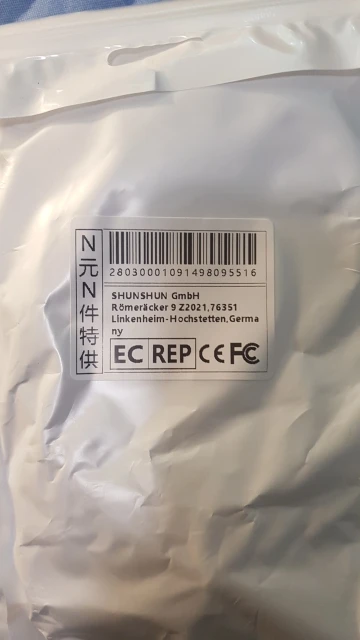 N元N件特供
28030001091498095516
SHUNSHUN GmbH
Römeräcker 9 Z2021,76351
Linkenheim-Hochstetten,Germa
ny
EC REP CE FC